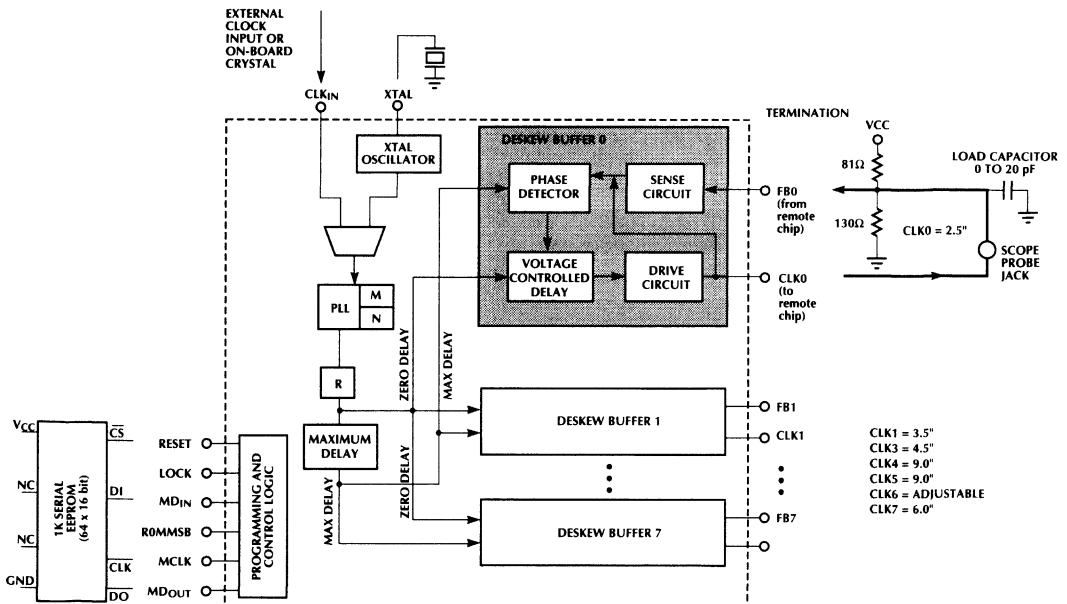 EXTERNAL
CLOCK
INPUT OR
ON-BOARD
CRYSTAL
CLKIN
XTAL
XTAL
OSCILLATOR
PLL
M
N
R
MAXIMUM
DELAY
ZERO DELAY
MAX DELAY
ZERO DELAY
MAX DELAY
DESKEW BUFFER 0
PHASE
DETECTOR
SENSE
CIRCUIT
VOLTAGE
CONTROLLED
DELAY
DRIVE
CIRCUIT
DESKEW BUFFER 1
DESKEW BUFFER 7
FB0
(from
remote
chip)
CLK0
(to
remote
chip)
FB1
CLK1
FB7
TERMINATION
VCC
81Ω
130Ω
LOAD CAPACITOR
0 TO 20 pF
CLK0 = 2.5"
SCOPE
PROBE
JACK
CLK1 = 3.5"
CLK3 = 4.5"
CLK4 = 9.0"
CLK5 = 9.0"
CLK6 = ADJUSTABLE
CLK7 = 6.0"
VCC
NC
NC
GND
1K SERIAL
EEPROM
(64 x 16 bit)
CS
DI
CLK
DO
RESET
LOCK
MDIN
R0MMSB
MCLK
MDOUT
PROGRAMMING AND
CONTROL LOGIC